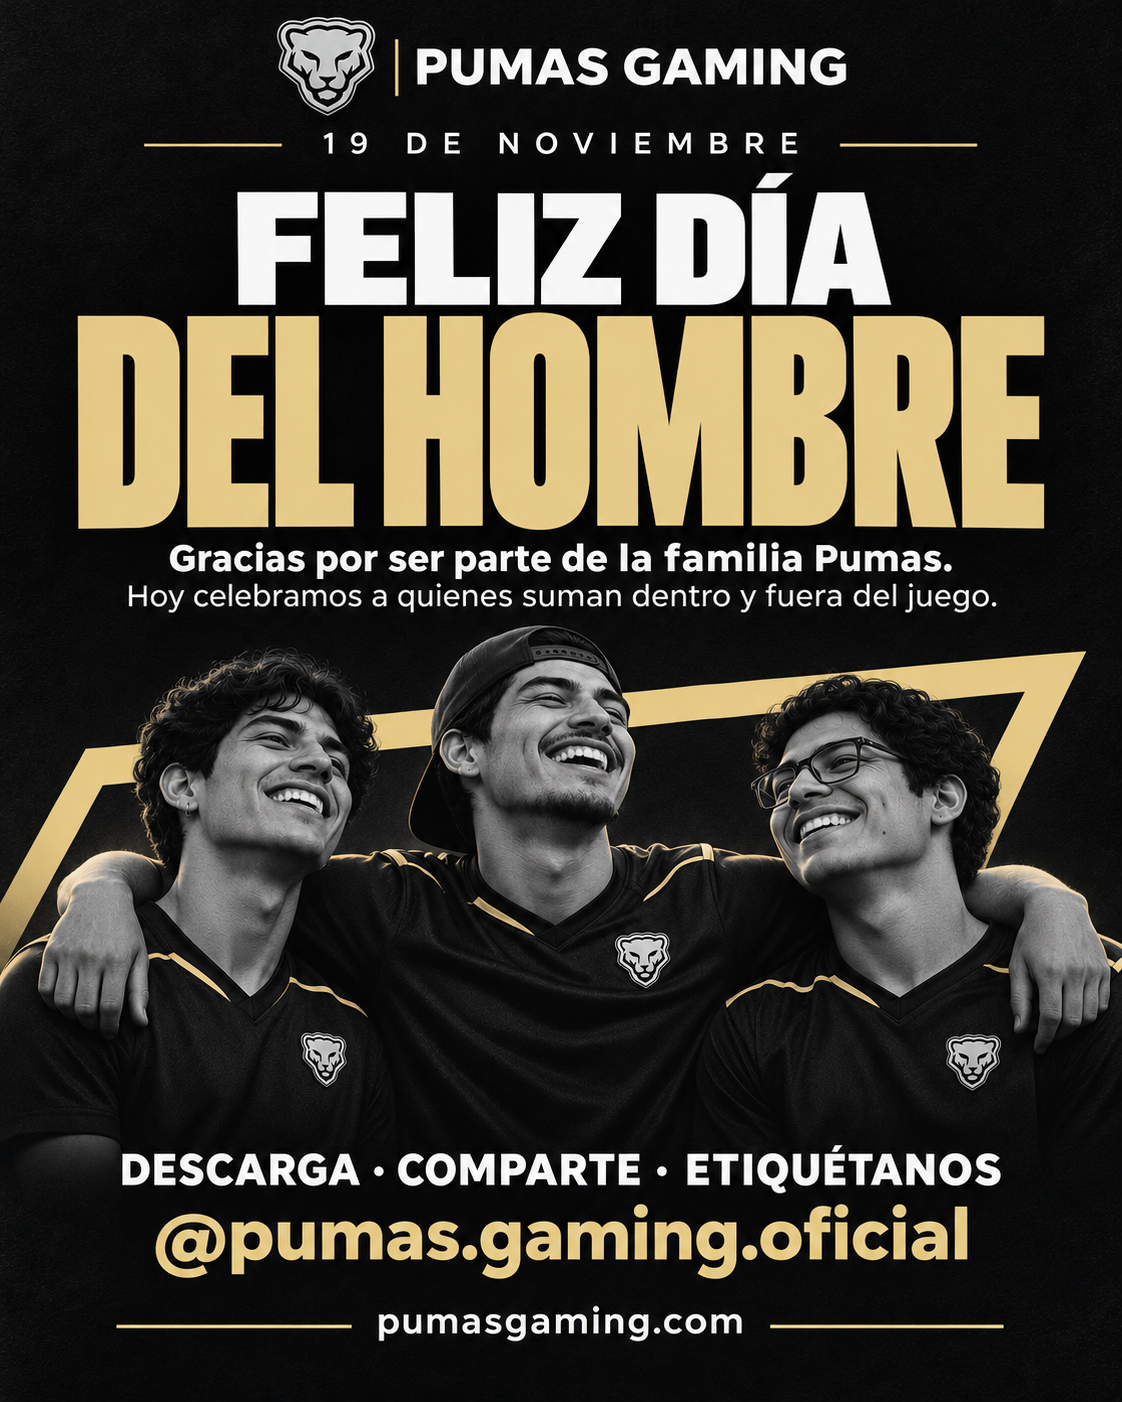 PUMAS GAMING
19 DE NOVIEMBRE
FELIZ DÍA
DEL HOMBRE
Gracias por ser parte de la familia Pumas.
Hoy celebramos a quienes suman dentro y fuera del juego.
DESCARGA · COMPARTE · ETIQUÉTANOS
@pumas.gaming.oficial
pumasgaming.com